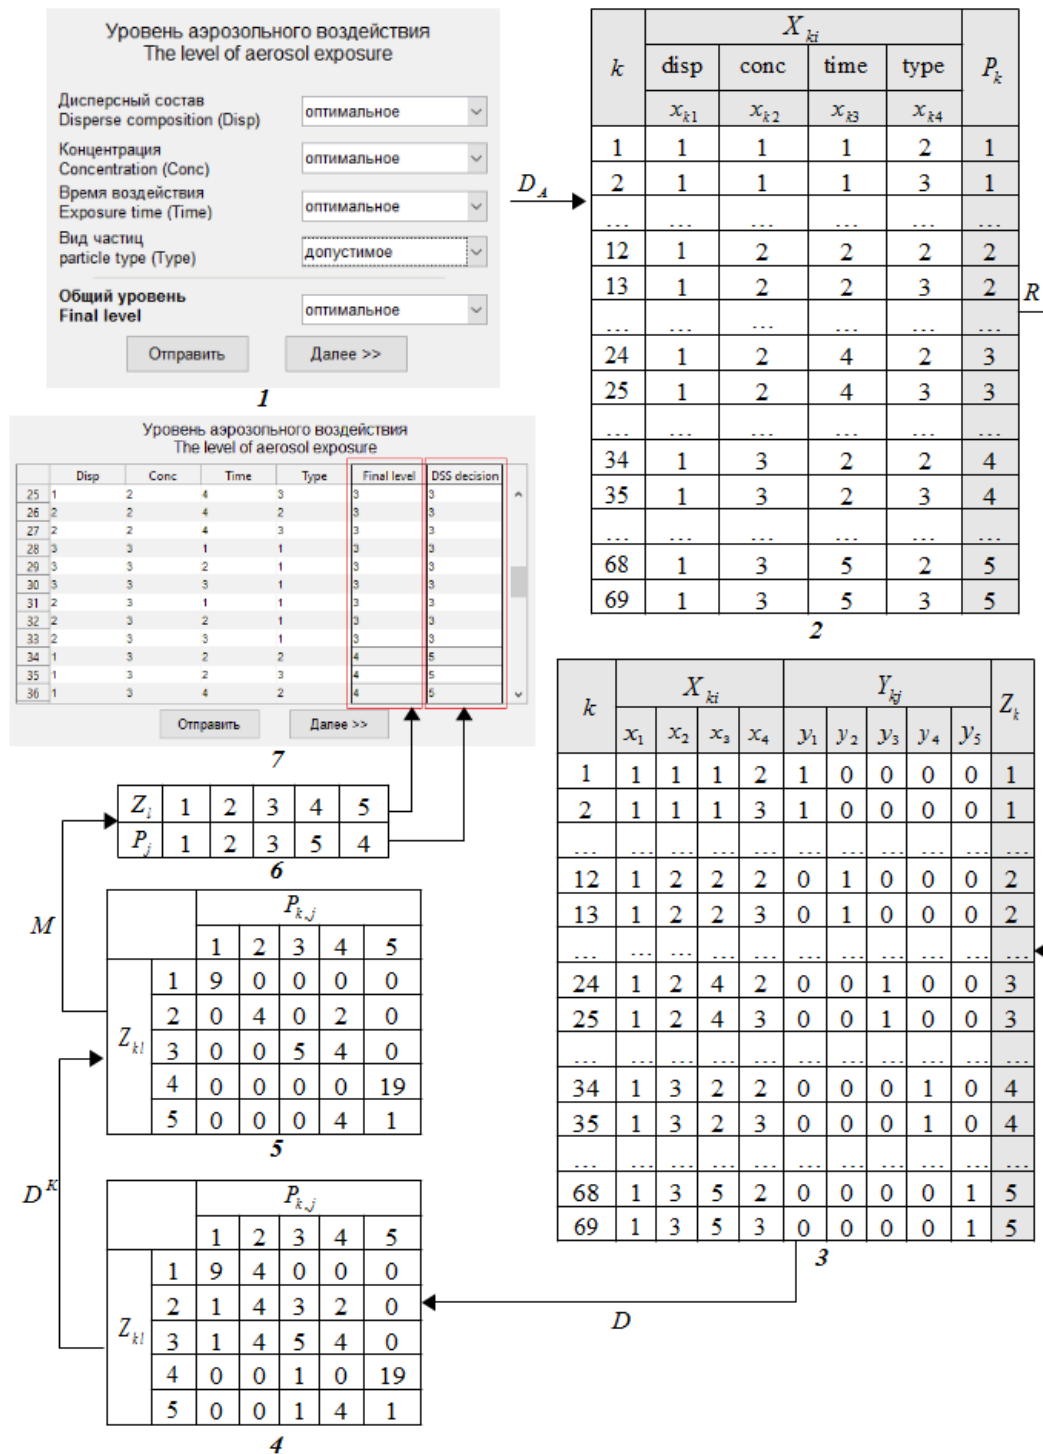 Уровень аэрозольного воздействия
The level of aerosol exposure
Дисперсный состав
Disperse composition (Disp)
оптимальное
Концентрация
Concentration (Conc)
оптимальное
Время воздействия
Exposure time (Time)
оптимальное
Вид частиц
particle type (Type)
допустимое
Общий уровень
Final level
оптимальное
Отправить Далее >>
1
D_A
k X_ki P_k
disp conc time type
x_k1 x_k2 x_k3 x_k4
1 1 1 1 2 1
2 1 1 1 3 1
... ... ... ... ... ...
12 1 2 2 2 2
13 1 2 2 3 2
... ... ... ... ... ...
24 1 2 4 2 3
25 1 2 4 3 3
... ... ... ... ... ...
34 1 3 2 2 4
35 1 3 2 3 4
... ... ... ... ... ...
68 1 3 5 2 5
69 1 3 5 3 5
2
R
Уровень аэрозольного воздействия
The level of aerosol exposure
Disp Conc Time Type Final level DSS decision
25 1 2 4 3 3 3
26 2 2 4 2 3 3
27 2 2 4 3 3 3
28 3 3 1 1 3 3
29 3 3 2 1 3 3
30 3 3 3 1 3 3
31 2 3 1 1 3 3
32 2 3 2 1 3 3
33 2 3 3 1 3 3
34 1 3 2 2 4 5
35 1 3 2 3 4 5
36 1 3 4 2 4 5
Отправить Далее >>
7
k X_ki Y_kj Z_k
x_1 x_2 x_3 x_4 y_1 y_2 y_3 y_4 y_5
1 1 1 1 2 1 0 0 0 0 1
2 1 1 1 3 1 0 0 0 0 1
... ... ... ... ... ... ... ... ... ... ...
12 1 2 2 2 0 1 0 0 0 2
13 1 2 2 3 0 1 0 0 0 2
... ... ... ... ... ... ... ... ... ... ...
24 1 2 4 2 0 0 1 0 0 3
25 1 2 4 3 0 0 1 0 0 3
... ... ... ... ... ... ... ... ... ... ...
34 1 3 2 2 0 0 0 1 0 4
35 1 3 2 3 0 0 0 1 0 4
... ... ... ... ... ... ... ... ... ... ...
68 1 3 5 2 0 0 0 0 1 5
69 1 3 5 3 0 0 0 0 1 5
3
Z_l 1 2 3 4 5
P_j 1 2 3 5 4
6
M
P_k,j
1 2 3 4 5
Z_kl
1 9 0 0 0 0
2 0 4 0 2 0
3 0 0 5 4 0
4 0 0 0 0 19
5 0 0 0 4 1
5
D^K
P_k,j
1 2 3 4 5
Z_kl
1 9 4 0 0 0
2 1 4 3 2 0
3 1 4 5 4 0
4 0 0 1 0 19
5 0 0 1 4 1
4
D